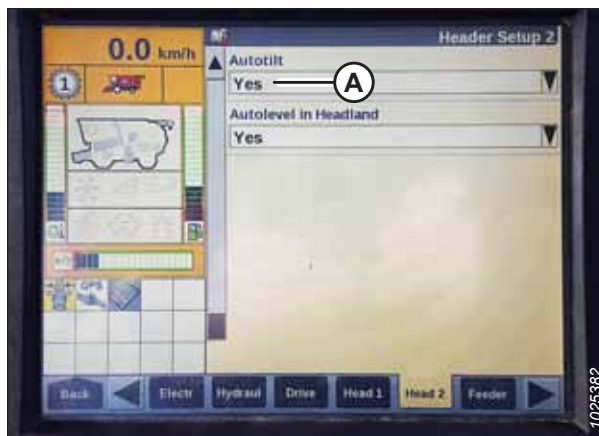 0.0 km/h
Header Setup 2
1
Autotilt
Yes
A
Autolevel in Headland
Yes
Back
Electr
Hydraul
Drive
Head 1
Head 2
Feeder
1025382